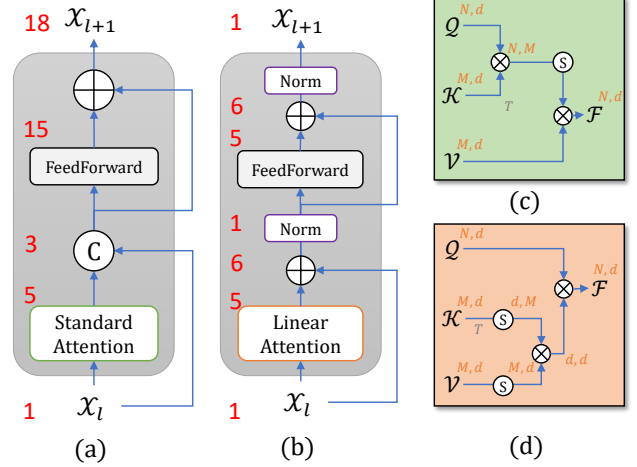 18 𝒳l+1
15
FeedForward
3 C
5
Standard
Attention
1 𝒳l
(a)
1 𝒳l+1
Norm
6
5
FeedForward
1 Norm
6
5
Linear
Attention
1 𝒳l
(b)
N, d
𝒬
N, M
S
M, d
𝒦
T
N, d
ℱ
M, d
𝒱
(c)
N, d
𝒬
N, d
ℱ
M, d
d, M
𝒦
S
T
d, d
M, d
M, d
𝒱
S
(d)